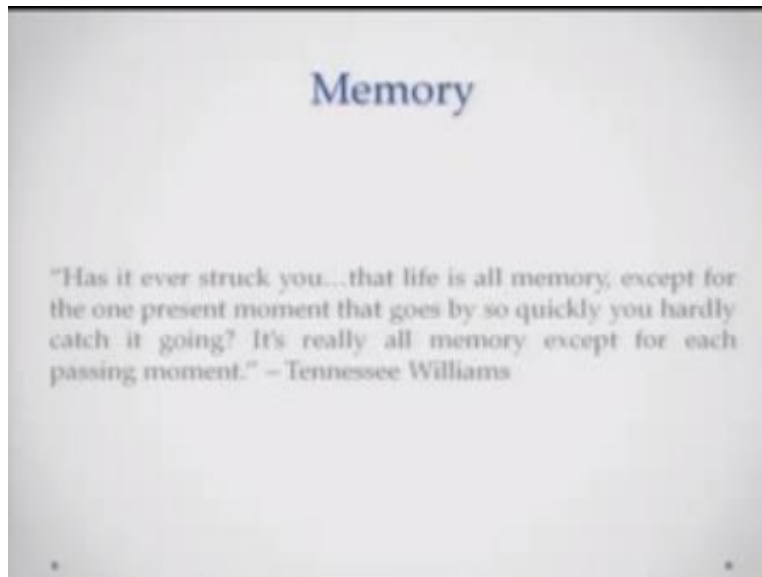 Memory
"Has it ever struck you...that life is all memory, except for
the one present moment that goes by so quickly you hardly
catch it going? It's really all memory except for each
passing moment." – Tennessee Williams